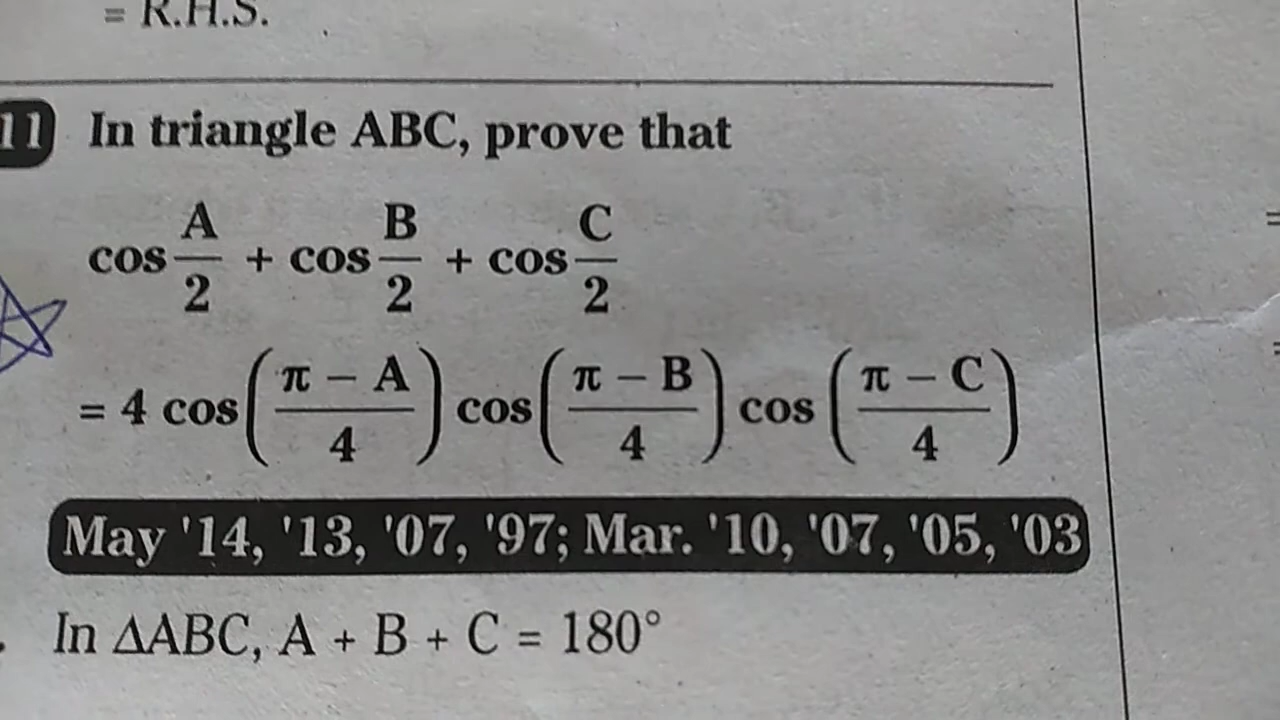 = R.H.S.
11 In triangle ABC, prove that
cos A/2 + cos B/2 + cos C/2
= 4 cos((π – A)/4) cos((π – B)/4) cos((π – C)/4)
May '14, '13, '07, '97; Mar. '10, '07, '05, '03
In ΔABC, A + B + C = 180°